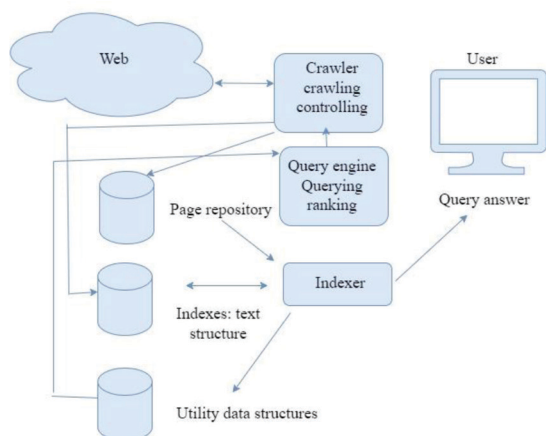 Web
Crawler
crawling
controlling
User
Query engine
Querying
ranking
Page repository
Query answer
Indexer
Indexes: text
structure
Utility data structures